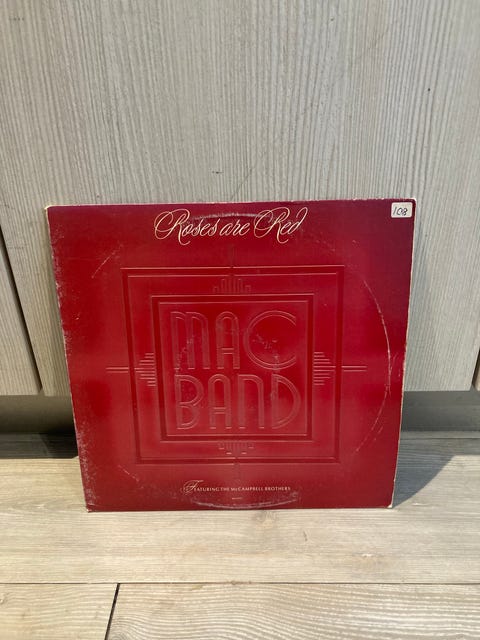 Roses are Red
108
MAC
BAND
FEATURING THE MCCAMPBELL BROTHERS